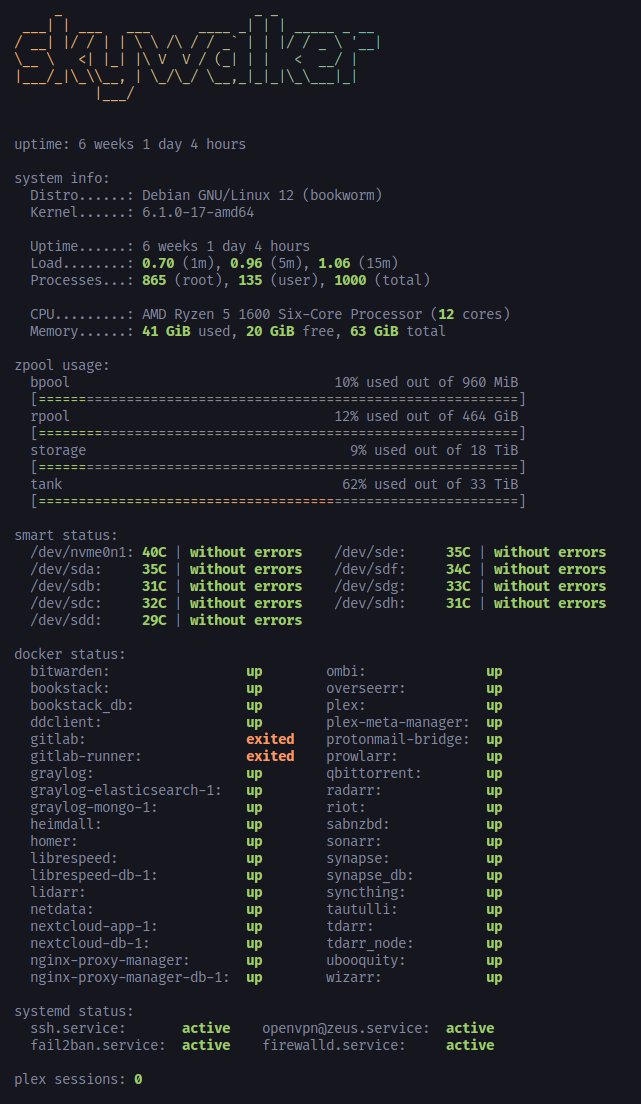 skywalker
uptime: 6 weeks 1 day 4 hours
system info:
Distro......: Debian GNU/Linux 12 (bookworm)
Kernel......: 6.1.0-17-amd64
Uptime......: 6 weeks 1 day 4 hours
Load........: 0.70 (1m), 0.96 (5m), 1.06 (15m)
Processes...: 865 (root), 135 (user), 1000 (total)
CPU.........: AMD Ryzen 5 1600 Six-Core Processor (12 cores)
Memory......: 41 GiB used, 20 GiB free, 63 GiB total
zpool usage:
bpool 10% used out of 960 MiB
[============================================================]
rpool 12% used out of 464 GiB
[============================================================]
storage 9% used out of 18 TiB
[============================================================]
tank 62% used out of 33 TiB
[============================================================]
smart status:
/dev/nvme0n1: 40C | without errors /dev/sde: 35C | without errors
/dev/sda: 35C | without errors /dev/sdf: 34C | without errors
/dev/sdb: 31C | without errors /dev/sdg: 33C | without errors
/dev/sdc: 32C | without errors /dev/sdh: 31C | without errors
/dev/sdd: 29C | without errors
docker status:
bitwarden: up ombi: up
bookstack: up overseerr: up
bookstack_db: up plex: up
ddclient: up plex-meta-manager: up
gitlab: exited protonmail-bridge: up
gitlab-runner: exited prowlarr: up
graylog: up qbittorrent: up
graylog-elasticsearch-1: up radarr: up
graylog-mongo-1: up riot: up
heimdall: up sabnzbd: up
homer: up sonarr: up
librespeed: up synapse: up
librespeed-db-1: up synapse_db: up
lidarr: up syncthing: up
netdata: up tautulli: up
nextcloud-app-1: up tdarr: up
nextcloud-db-1: up tdarr_node: up
nginx-proxy-manager: up ubooquity: up
nginx-proxy-manager-db-1: up wizarr: up
systemd status:
ssh.service: active openvpn@zeus.service: active
fail2ban.service: active firewalld.service: active
plex sessions: 0